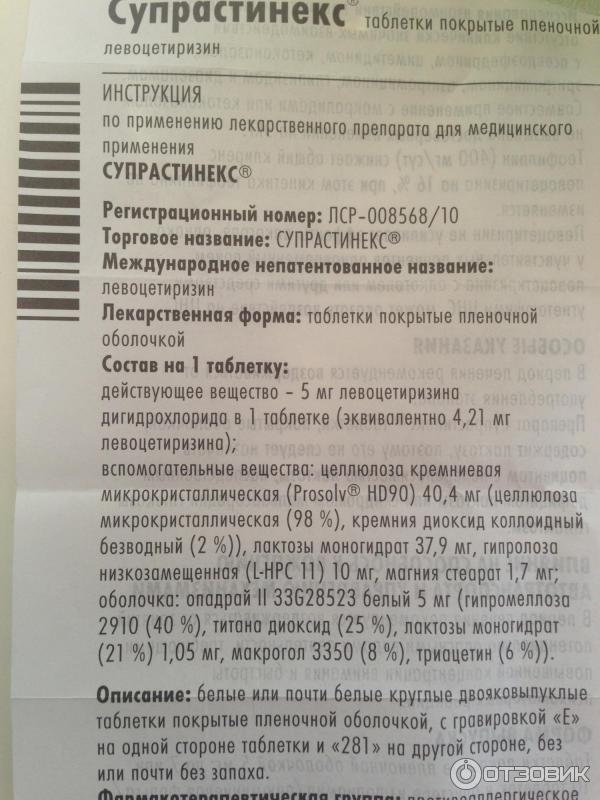 Супрастинекс® таблетки покрытые пленочной
левоцетиризин
ИНСТРУКЦИЯ
по применению лекарственного препарата для медицинского
применения
СУПРАСТИНЕКС®
Регистрационный номер: ЛСР-008568/10
Торговое название: СУПРАСТИНЕКС®
Международное непатентованное название:
левоцетиризин
Лекарственная форма: таблетки покрытые пленочной
оболочкой
Состав на 1 таблетку:
действующее вещество – 5 мг левоцетиризина
дигидрохлорида в 1 таблетке (эквивалентно 4,21 мг
левоцетиризина);
вспомогательные вещества: целлюлоза кремниевая
микрокристаллическая (Prosolv® HD90) 40,4 мг (целлюлоза
микрокристаллическая (98 %), кремния диоксид коллоидный
безводный (2 %)), лактозы моногидрат 37,9 мг, гипролоза
низкозамещенная (L-HPC 11) 10 мг, магния стеарат 1,7 мг;
оболочка: опадрай II 33G28523 белый 5 мг (гипромеллоза
2910 (40 %), титана диоксид (25 %), лактозы моногидрат
(21 %) 1,05 мг, макрогол 3350 (8 %), триацетин (6 %)).
Описание: белые или почти белые круглые двояковыпуклые
таблетки покрытые пленочной оболочкой, с гравировкой «Е»
на одной стороне таблетки и «281» на другой стороне, без
или почти без запаха.
Фармакотерапевтическая группа: противоаллергическое
ОТЗОВИК